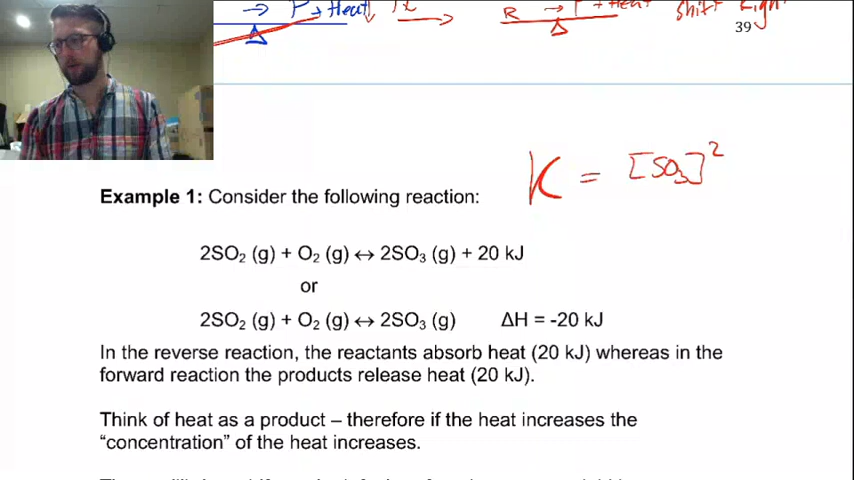 → P + Heat
R → P + Heat shift
39
K = [SO₃]²
Example 1: Consider the following reaction:
2SO₂ (g) + O₂ (g) ↔ 2SO₃ (g) + 20 kJ
or
2SO₂ (g) + O₂ (g) ↔ 2SO₃ (g) ΔH = -20 kJ
In the reverse reaction, the reactants absorb heat (20 kJ) whereas in the
forward reaction the products release heat (20 kJ).
Think of heat as a product – therefore if the heat increases the
“concentration” of the heat increases.